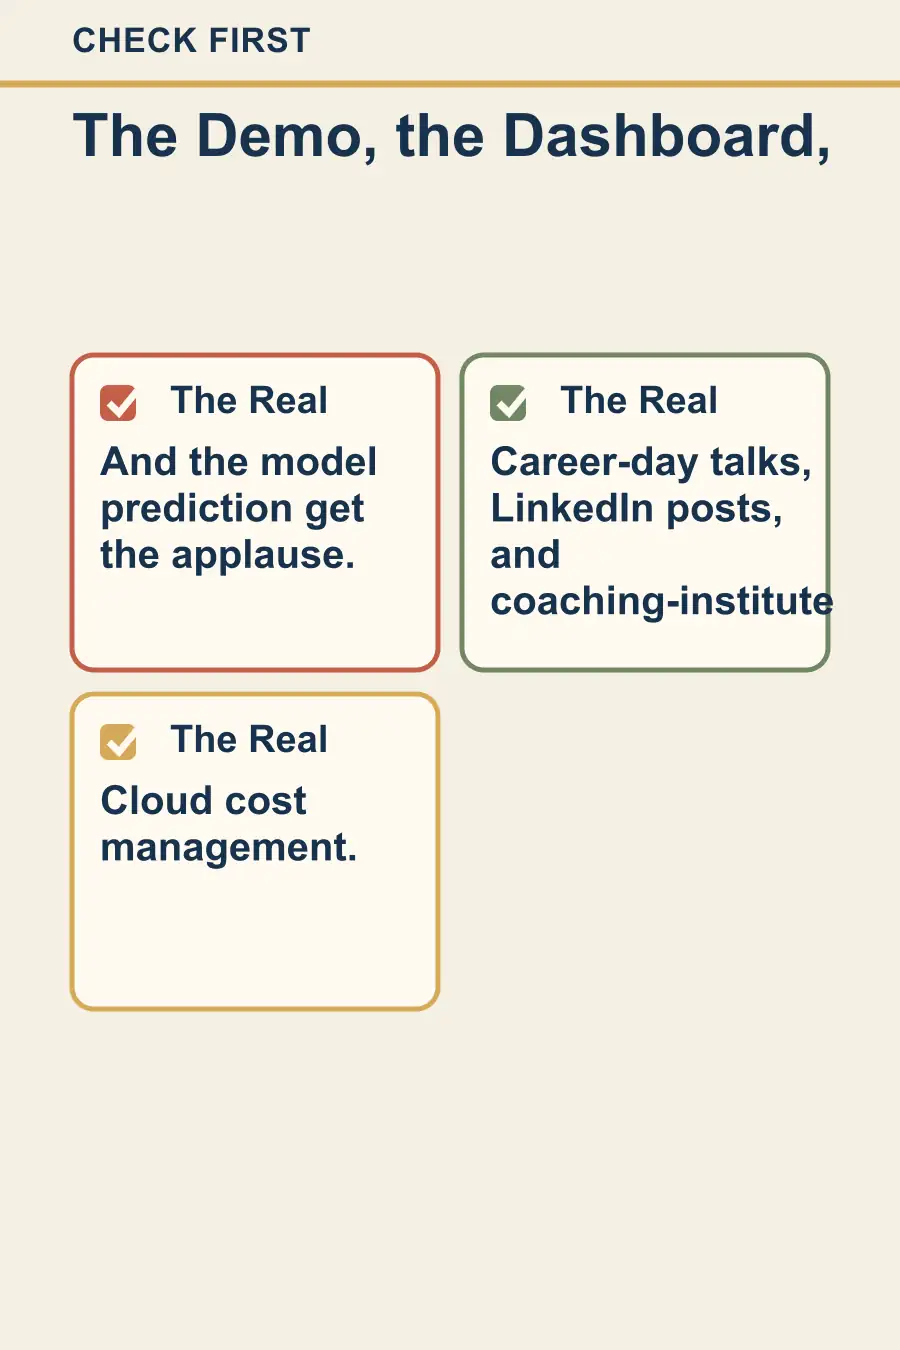 CHECK FIRST
The Demo, the Dashboard,
The Real
And the model
prediction get
the applause.
The Real
Career-day talks,
LinkedIn posts,
and
coaching-institute
The Real
Cloud cost
management.